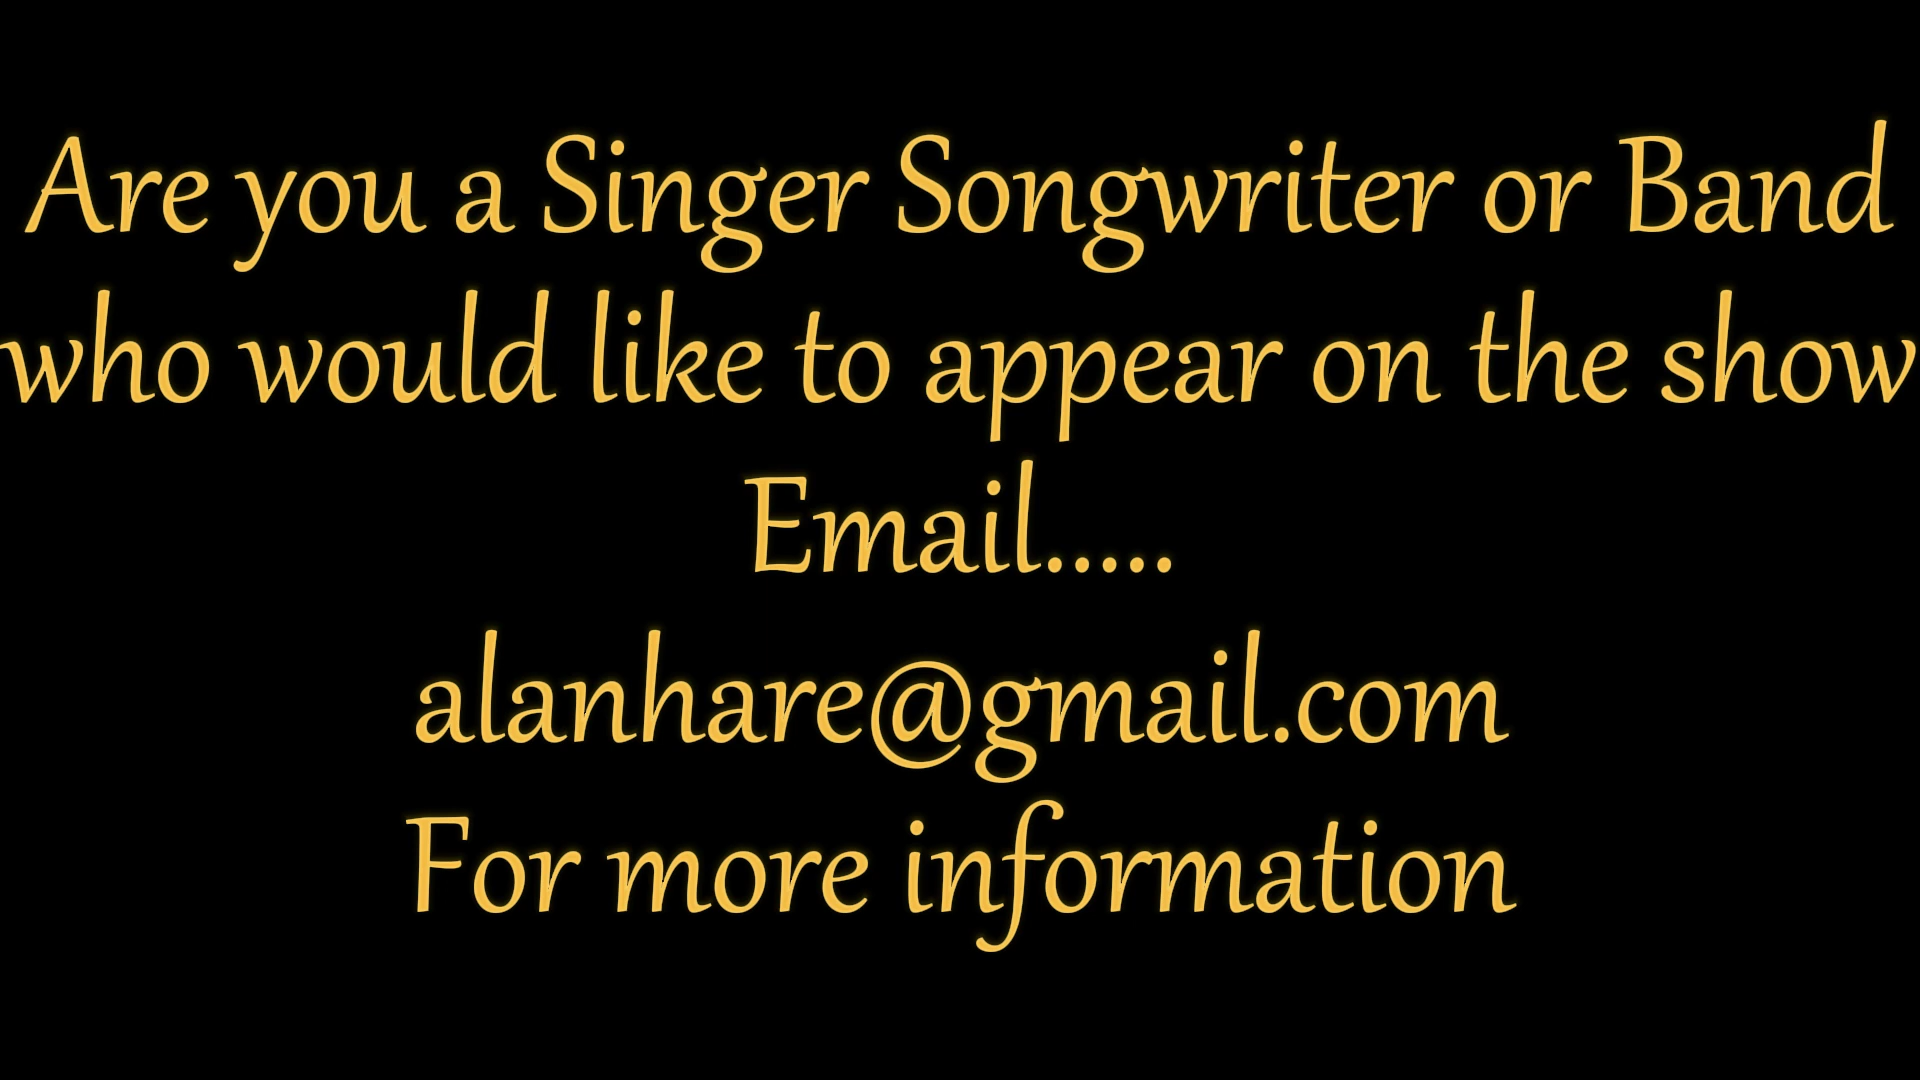 Are you a Singer Songwriter or Band
who would like to appear on the show
Email.....
alanhare@gmail.com
For more information